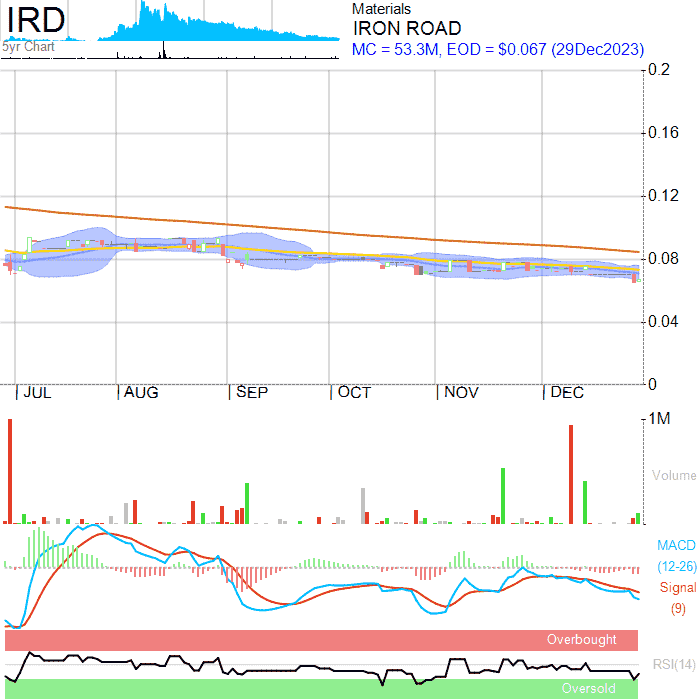 IRD
5yr Chart
Materials
IRON ROAD
MC = 53.3M, EOD = $0.067 (29Dec2023)
0.2
0.16
0.12
0.08
0.04
0
JUL AUG SEP OCT NOV DEC
1M
Volume
MACD
(12-26)
Signal
(9)
Overbought
RSI(14)
Oversold